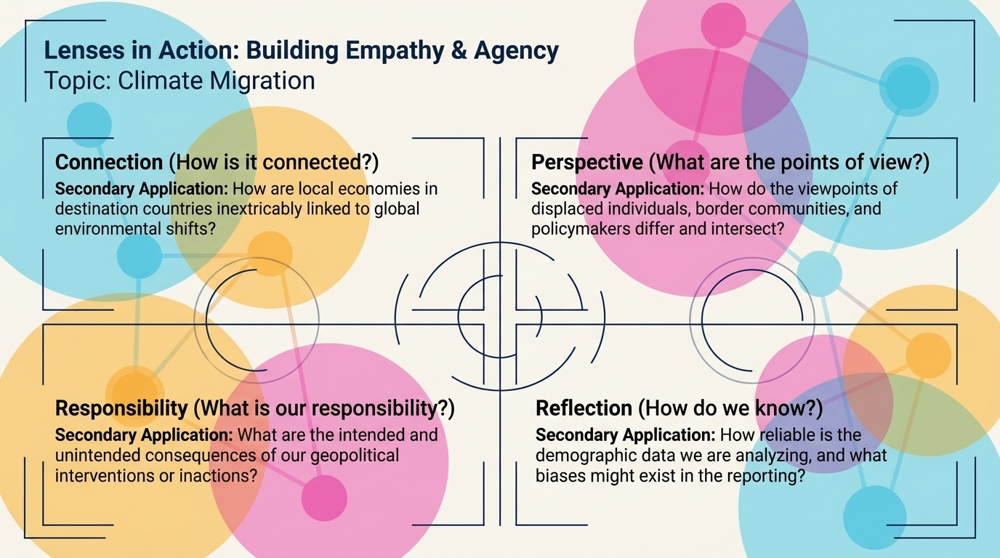 Lenses in Action: Building Empathy & Agency
Topic: Climate Migration
Connection (How is it connected?)
Secondary Application: How are local economies in
destination countries inextricably linked to global
environmental shifts?
Perspective (What are the points of view?)
Secondary Application: How do the viewpoints of
displaced individuals, border communities, and
policymakers differ and intersect?
Responsibility (What is our responsibility?)
Secondary Application: What are the intended and
unintended consequences of our geopolitical
interventions or inactions?
Reflection (How do we know?)
Secondary Application: How reliable is the
demographic data we are analyzing, and what
biases might exist in the reporting?